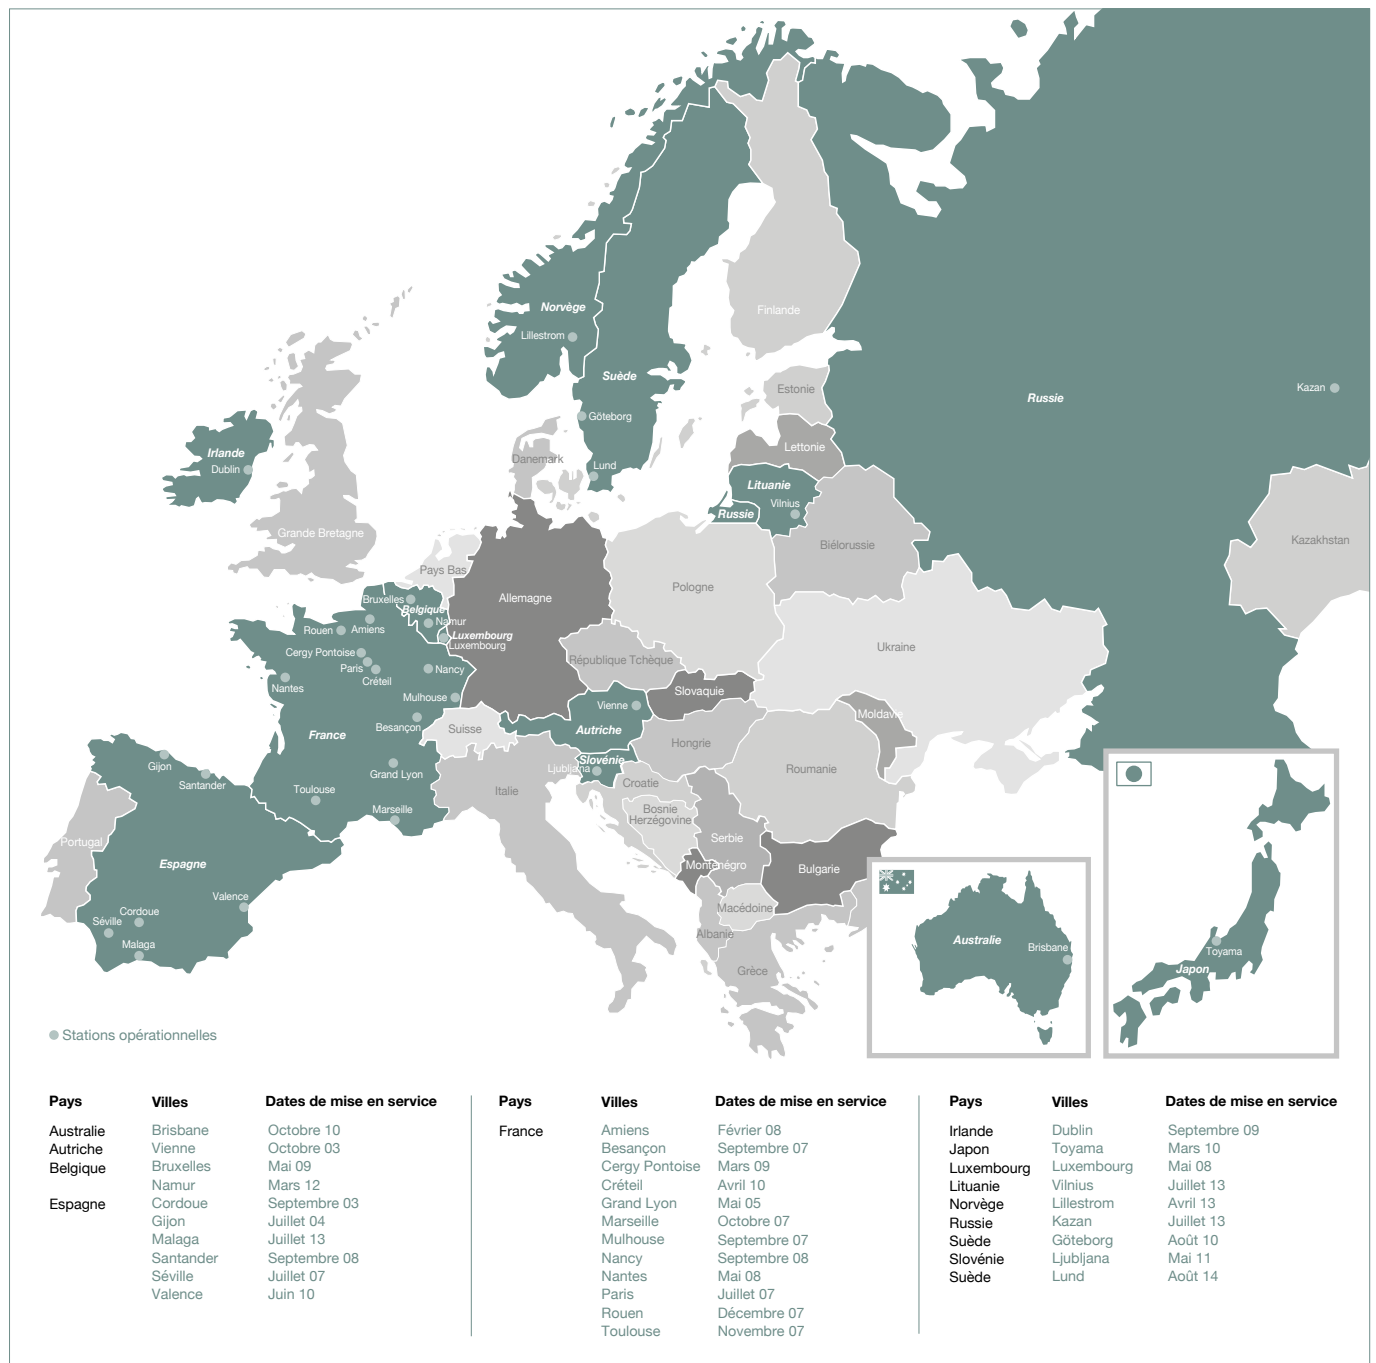 Norvège
Lillestrom
Finlande
Suède
Göteborg
Russie
Kazan
Estonie
Irlande
Dublin
Danemark
Lund
Lettonie
Lituanie
Vilnius
Russie
Grande Bretagne
Biélorussie
Kazakhstan
Pays Bas
Allemagne
Pologne
Bruxelles
Belgique
Namur
Rouen
Amiens
Luxembourg
Luxembourg
Cergy Pontoise
Paris
Créteil
Nancy
République Tchèque
Ukraine
Nantes
Mulhouse
Slovaquie
Vienne
Moldavie
Besançon
France
Suisse
Autriche
Hongrie
Gijon
Grand Lyon
Slovénie
Ljubljana
Roumanie
Santander
Toulouse
Italie
Croatie
Marseille
Bosnie
Herzégovine
Portugal
Serbie
Espagne
Monténégro
Bulgarie
Valence
Macédoine
Cordoue
Séville
Malaga
Albanie
Grèce
Australie
Brisbane
Toyama
Japon
Stations opérationnelles
Pays Villes Dates de mise en service
Australie Brisbane Octobre 10
Autriche Vienne Octobre 03
Belgique Bruxelles Mai 09
Namur Mars 12
Espagne Cordoue Septembre 03
Gijon Juillet 04
Malaga Juillet 13
Santander Septembre 08
Séville Juillet 07
Valence Juin 10
Pays Villes Dates de mise en service
France Amiens Février 08
Besançon Septembre 07
Cergy Pontoise Mars 09
Créteil Avril 10
Grand Lyon Mai 05
Marseille Octobre 07
Mulhouse Septembre 07
Nancy Septembre 08
Nantes Mai 08
Paris Juillet 07
Rouen Décembre 07
Toulouse Novembre 07
Pays Villes Dates de mise en service
Irlande Dublin Septembre 09
Japon Toyama Mars 10
Luxembourg Luxembourg Mai 08
Lituanie Vilnius Juillet 13
Norvège Lillestrom Avril 13
Russie Kazan Juillet 13
Suède Göteborg Août 10
Slovénie Ljubljana Mai 11
Suède Lund Août 14